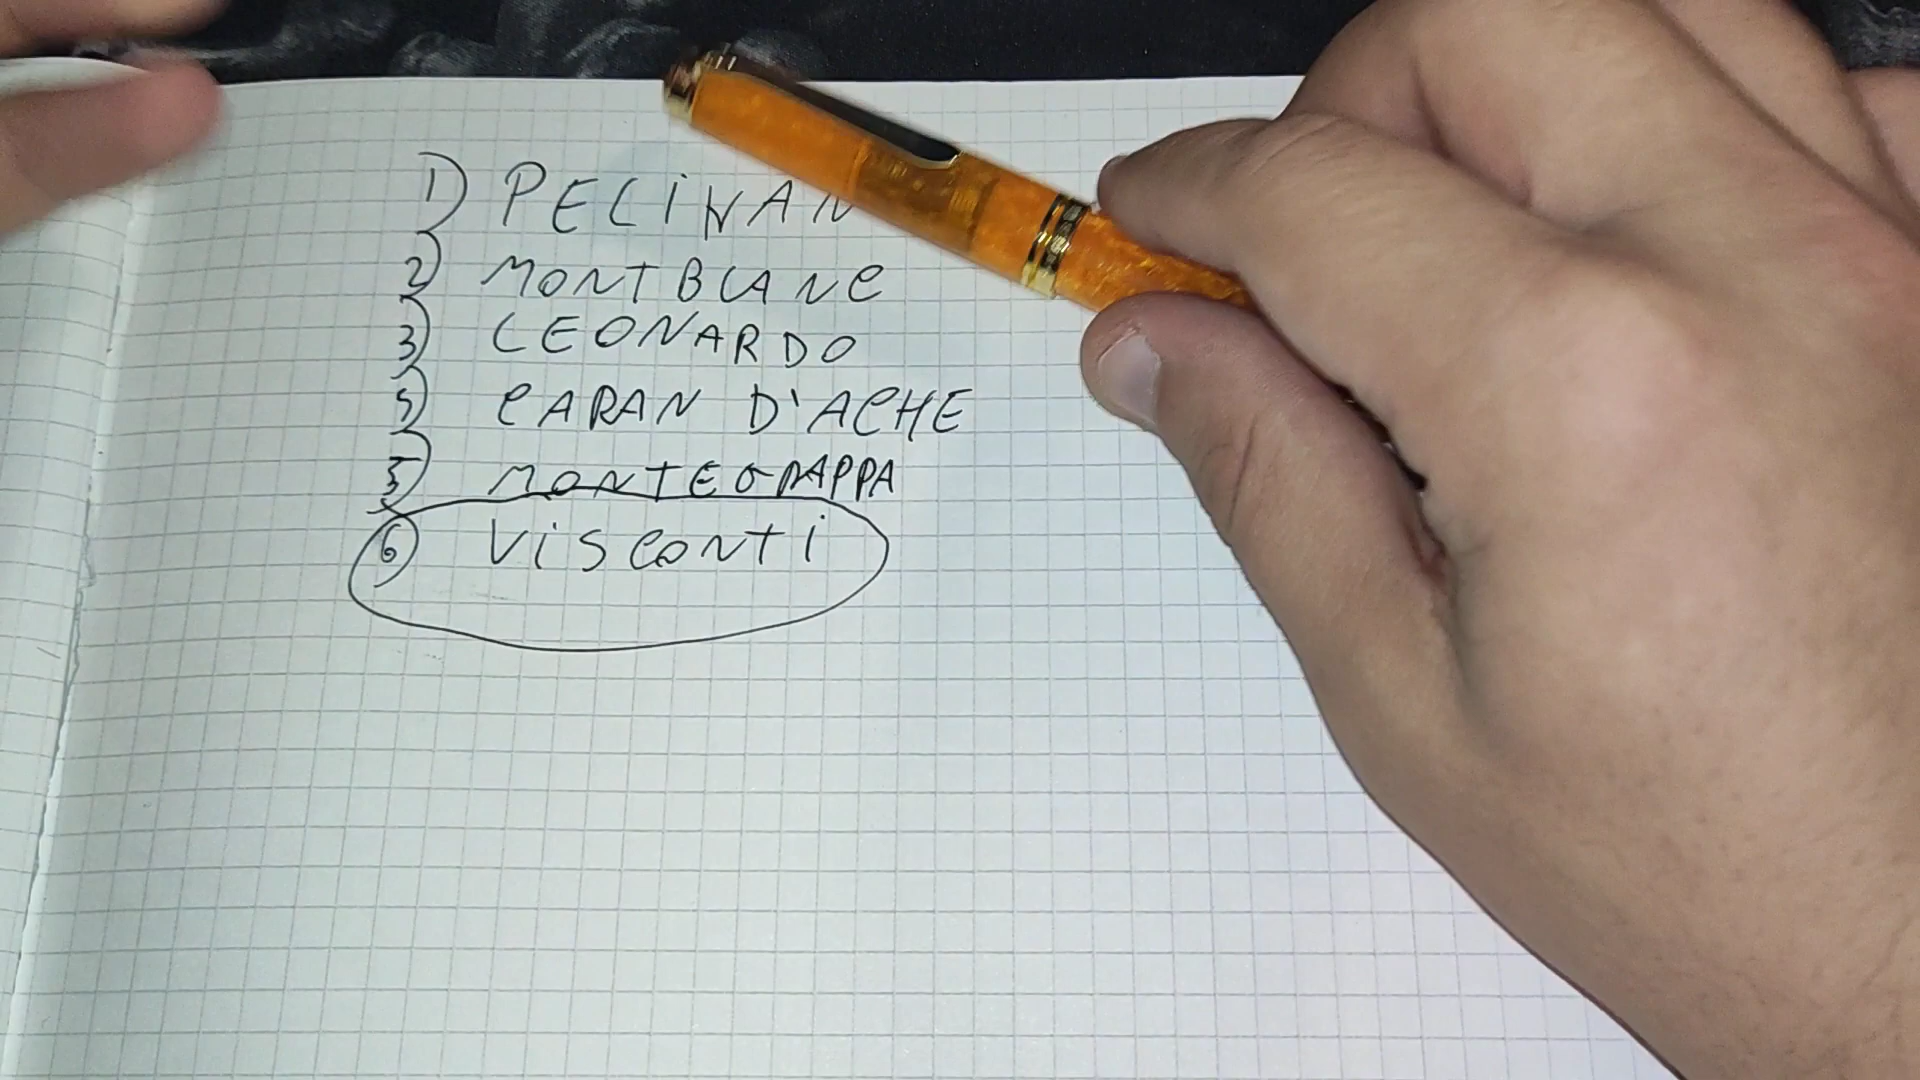 1) PELiKAN
2) MONTBLANC
3) LEONARDO
4) CARAN D'ACHE
5) MONTEGRAPPA
6) ViSCONTi